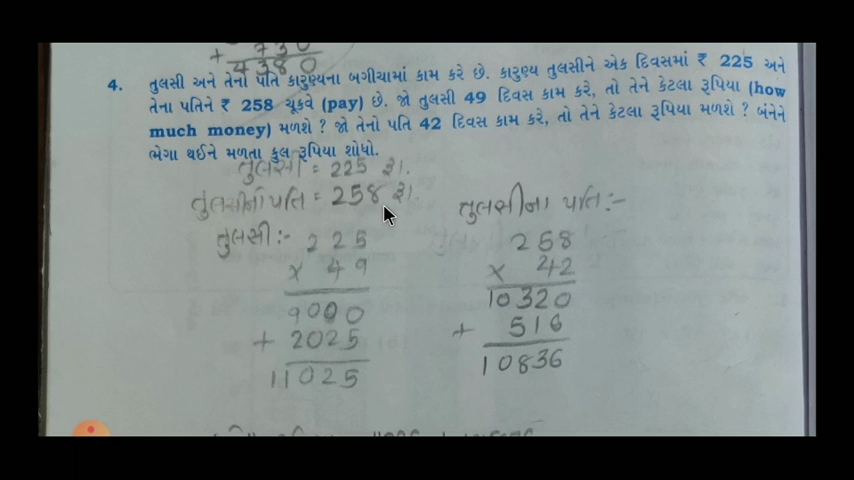 + 730
4380
4. તુલસી અને તેનો પતિ કારુણ્યના બગીચામાં કામ કરે છે. કારુણ્ય તુલસીને એક દિવસમાં ₹ 225 અને
તેના પતિને ₹ 258 ચૂકવે (pay) છે. જો તુલસી 49 દિવસ કામ કરે, તો તેને કેટલા રૂપિયા (how
much money) મળશે ? જો તેનો પતિ 42 દિવસ કામ કરે, તો તેને કેટલા રૂપિયા મળશે ? બંનેને
ભેગા થઈને મળતા કુલ રૂપિયા શોધો.
તુલસી = 225 રૂા.
તુલસીનો પતિ = 258 રૂા
તુલસી :-
225
x 49
9000
+ 2025
11025
તુલસીના પતિ :-
258
x 42
10320
+ 516
10836